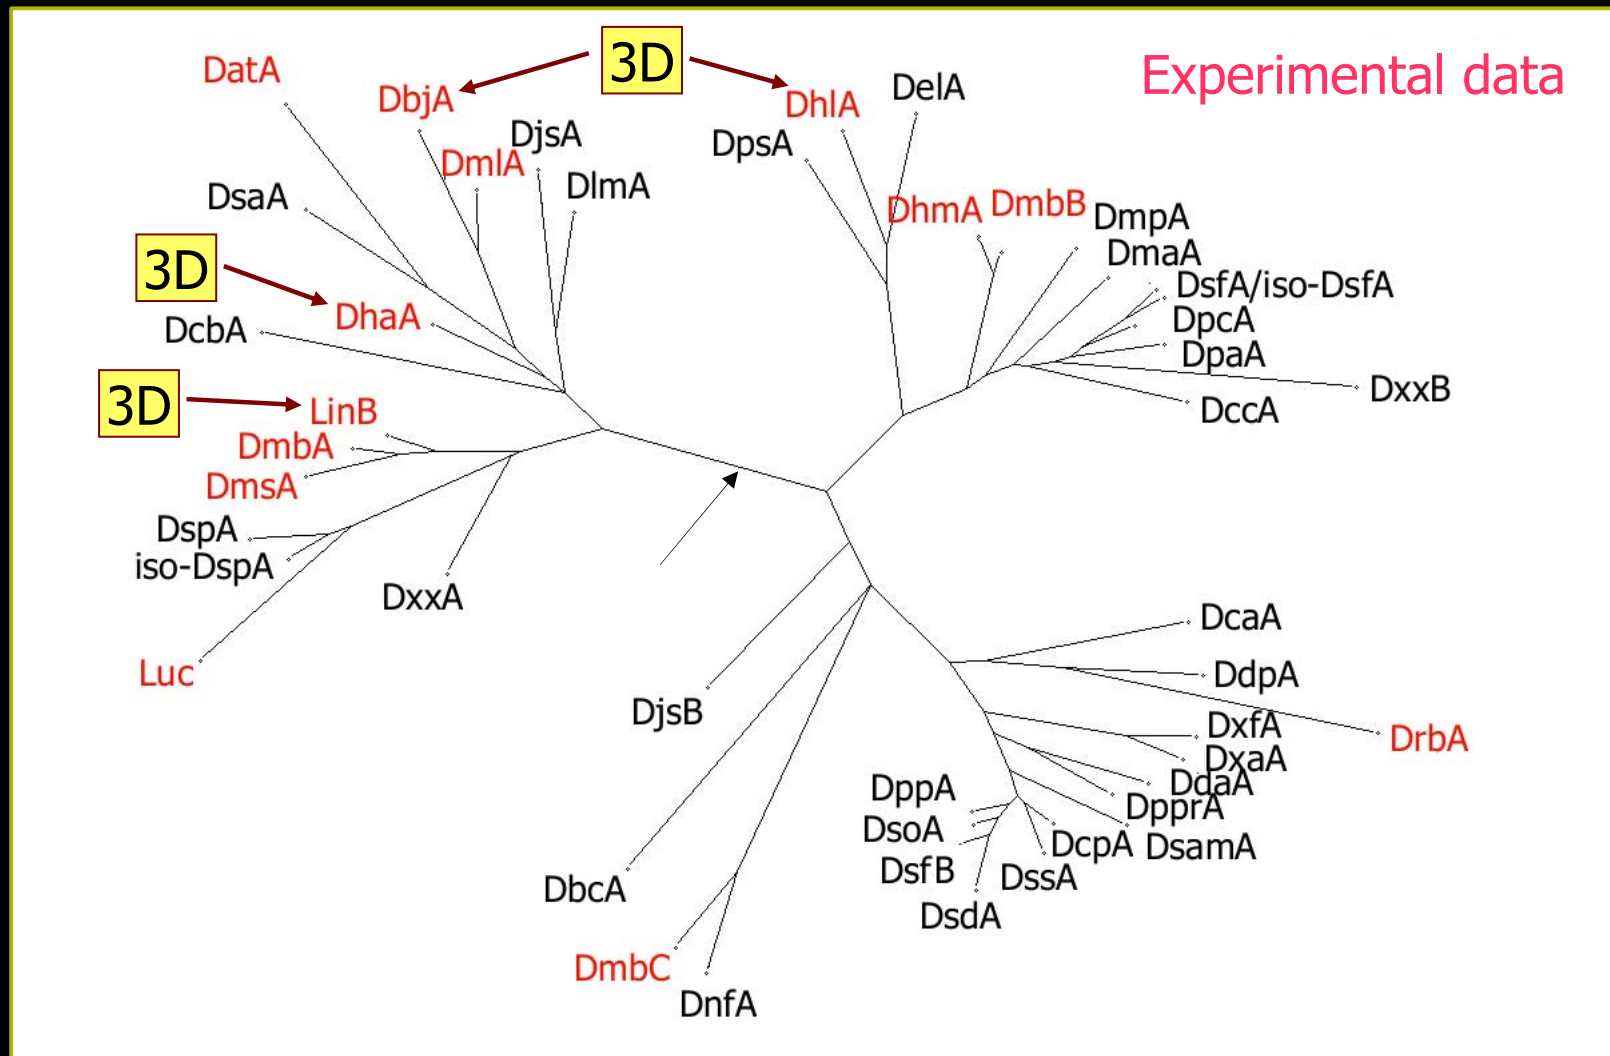 Experimental data
3D
DatA
DbjA
DhlA
DelA
DjsA
DpsA
DmlA
DlmA
DsaA
DhmA
DmbB
DmpA
DmaA
3D
DsfA/iso-DsfA
DhaA
DpcA
DcbA
DpaA
DxxB
3D
LinB
DccA
DmbA
DmsA
DspA
iso-DspA
DxxA
DcaA
Luc
DdpA
DjsB
DxfA
DrbA
DxaA
DdaA
DppA
DpprA
DsoA
DcpA
DsamA
DsfB
DssA
DbcA
DsdA
DmbC
DnfA